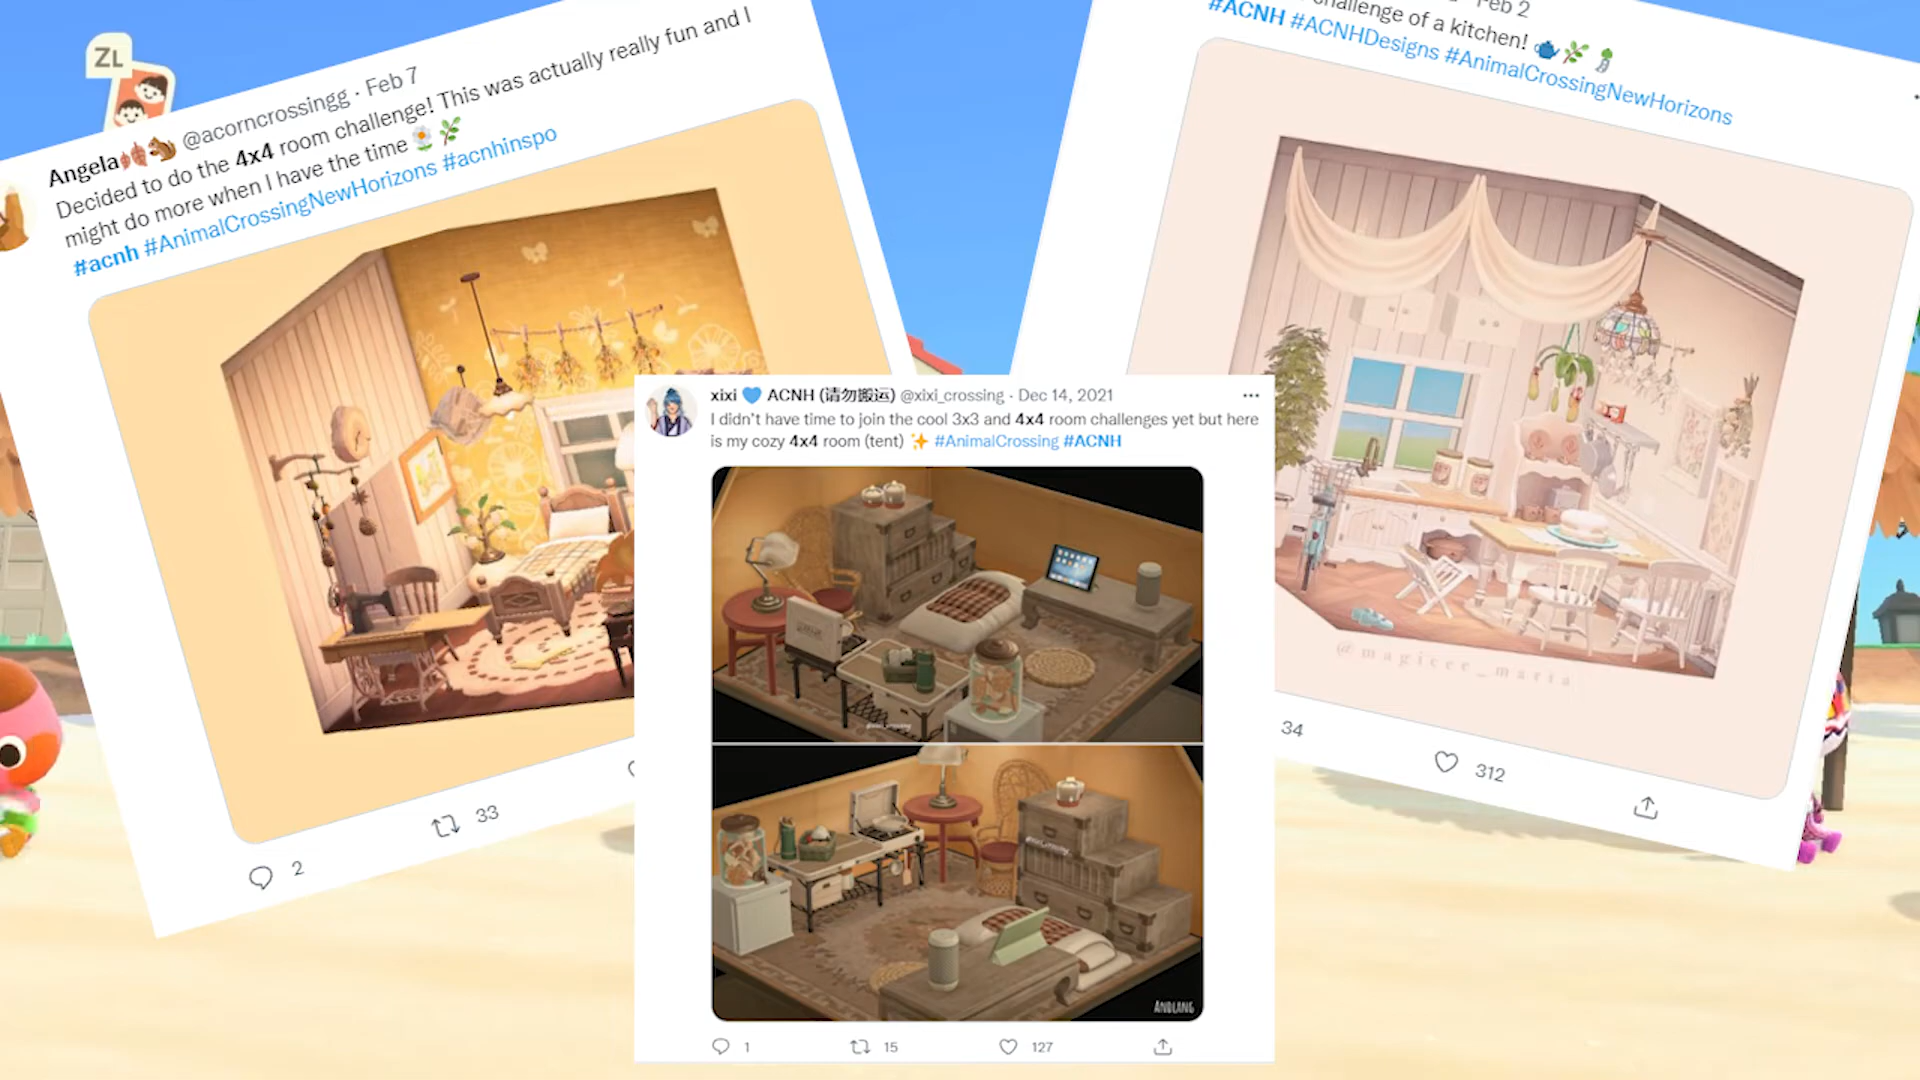 ZL
Angela @acorncrossingg · Feb 7
Decided to do the 4x4 room challenge! This was actually really fun and I
might do more when I have the time
#acnh #AnimalCrossingNewHorizons #acnhinspo
2
33
xixi 💙 ACNH (请勿搬运) @xixi_crossing · Dec 14, 2021
I didn't have time to join the cool 3x3 and 4x4 room challenges yet but here
is my cozy 4x4 room (tent) ✨ #AnimalCrossing #ACNH
ANDLANG
1
15
127
Feb 2
challenge of a kitchen!
#ACNH #ACNHDesigns #AnimalCrossingNewHorizons
34
312